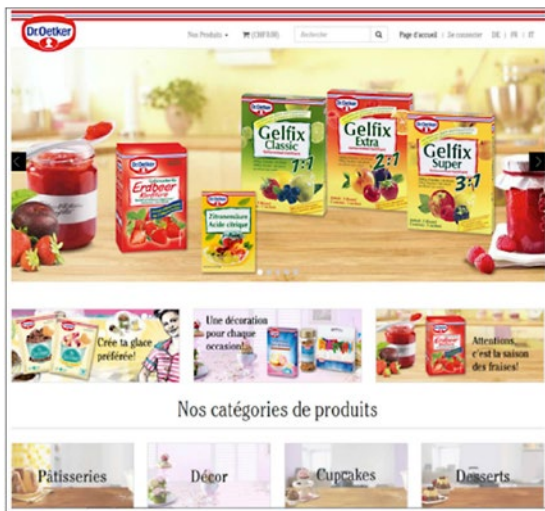 Dr.Oetker
Nos Produits
(CHF 0.00)
Rechercher
Page d'accueil | Se connecter DE | FR | IT
Dr.Oetker
Gelfix
Classic
1:1
Dr.Oetker
Gelfix
Extra
2:1
Dr.Oetker
Gelfix
Super
3:1
Dr.Oetker
Erdbeer
Konfitüre
Zitronensäure
Acide citrique
Crée ta glace
préférée!
Une décoration
pour chaque
occasion!
Attention,
c'est la saison
des fraises!
Nos catégories de produits
Pâtisseries
Décor
Cupcakes
Desserts